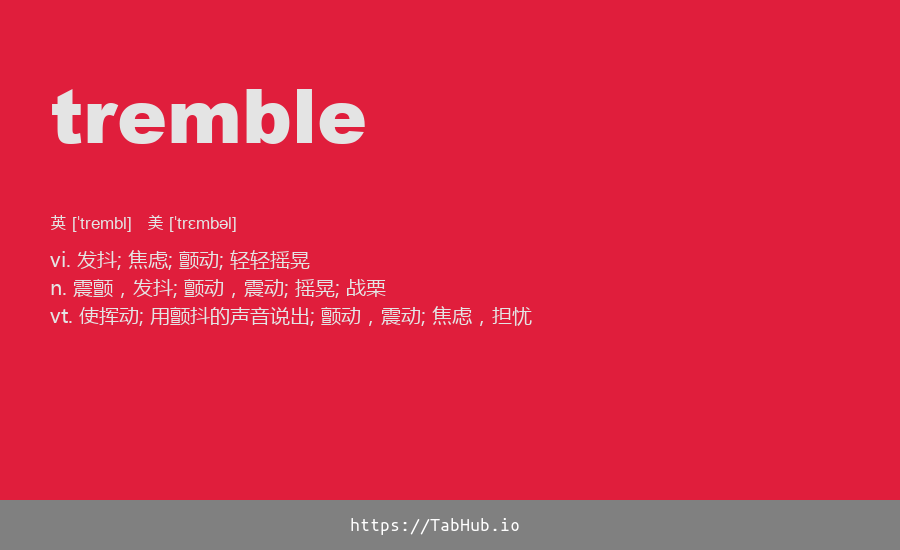 tremble
英 [ˈtrembl] 美 [ˈtrɛmbəl]
vi. 发抖; 焦虑; 颤动; 轻轻摇晃
n. 震颤，发抖; 颤动，震动; 摇晃; 战栗
vt. 使挥动; 用颤抖的声音说出; 颤动，震动; 焦虑，担忧
https://TabHub.io